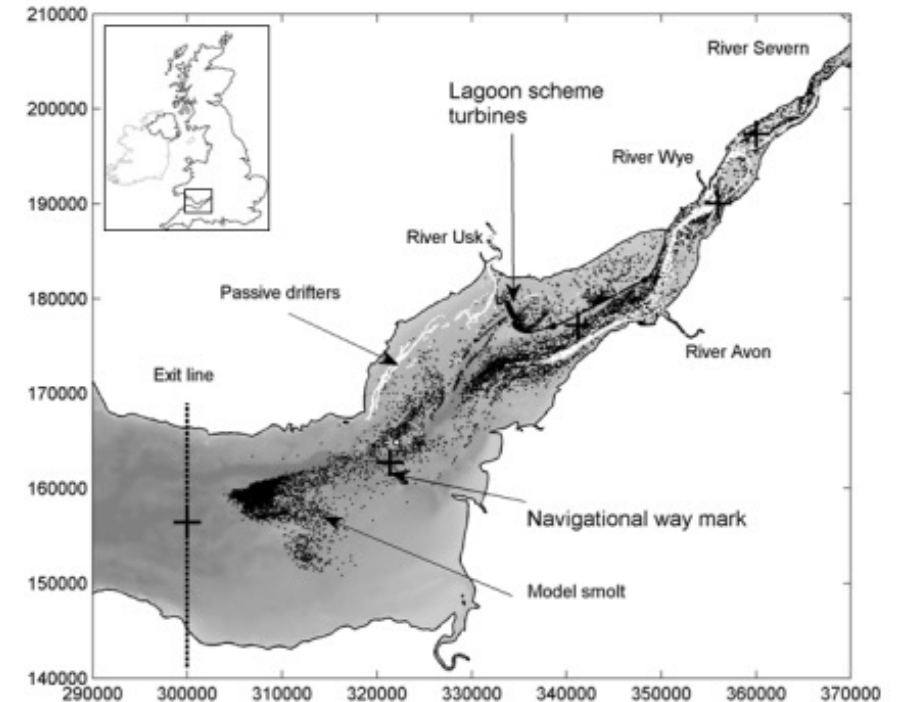 210000
River Severn
Lagoon scheme
turbines
200000
River Wye
190000
River Usk
Passive drifters
180000
River Avon
Exit line
170000
160000
Navigational way mark
Model smolt
150000
140000
290000 300000 310000 320000 330000 340000 350000 360000 370000